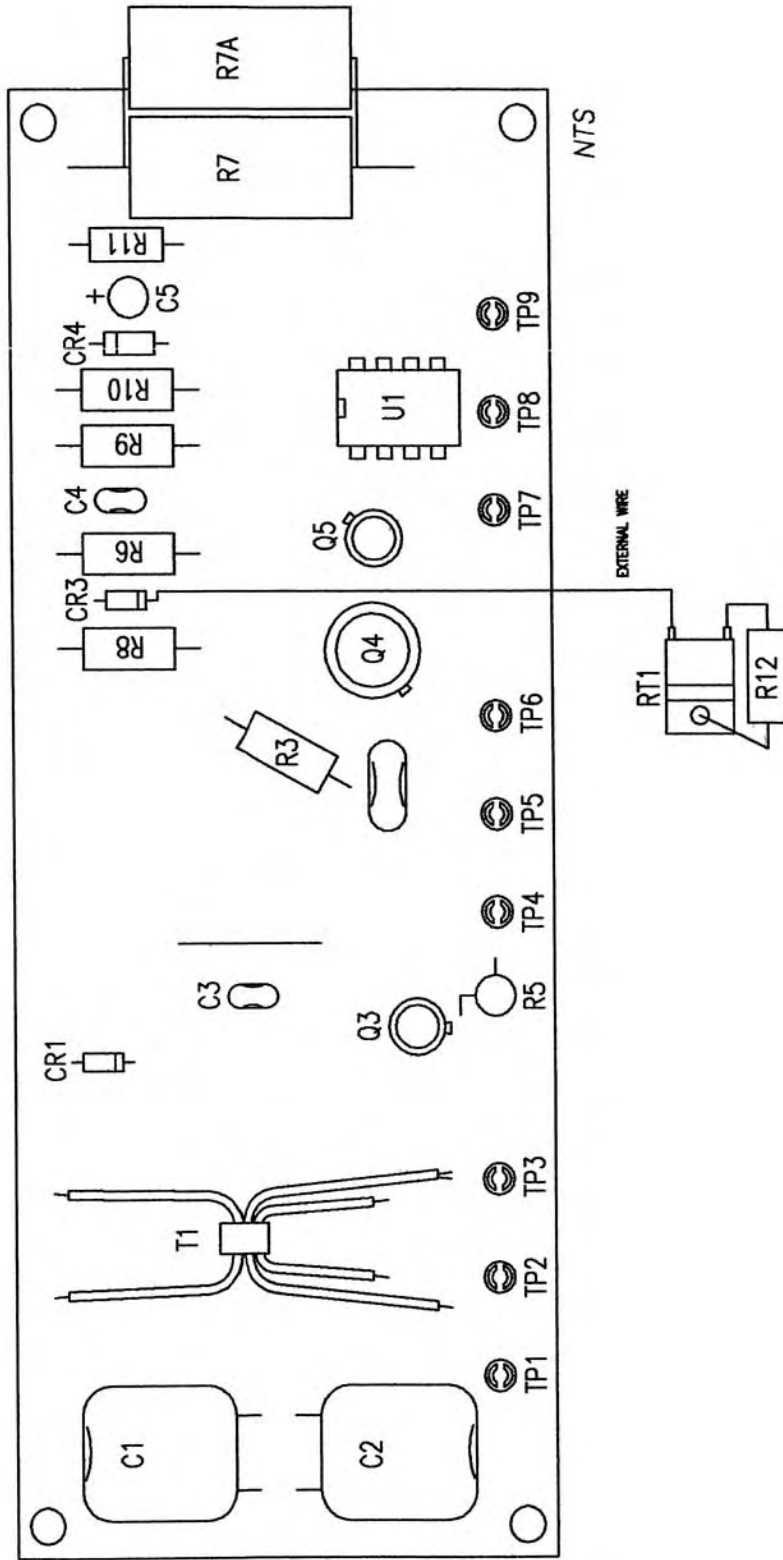 R7A
R7
NTS
R11
C5
+
CR4
R10
R9
C4
R6
CR3
R8
U1
Q5
Q4
R3
TP9
TP8
TP7
EXTERNAL WIRE
RT1
R12
TP6
TP5
TP4
C3
Q3
R5
CR1
T1
TP3
TP2
TP1
C1
C2